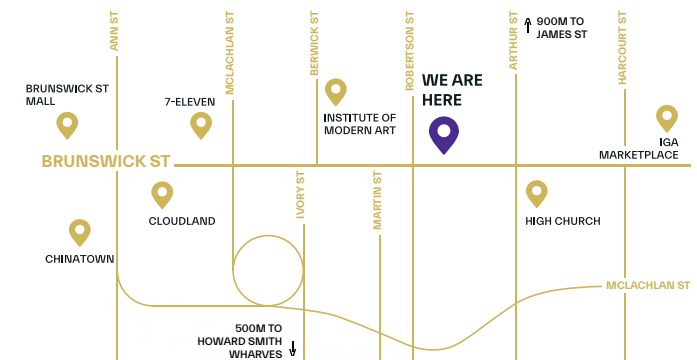 ANN ST
MCLACHLAN ST
BERWICK ST
ROBERTSON ST
ARTHUR ST
900M TO
JAMES ST
HARCOURT ST
BRUNSWICK ST
MALL
7-ELEVEN
INSTITUTE OF
MODERN ART
WE ARE
HERE
IGA
MARKETPLACE
BRUNSWICK ST
CLOUDLAND
IVORY ST
MARTIN ST
HIGH CHURCH
CHINATOWN
MCLACHLAN ST
500M TO
HOWARD SMITH
WHARVES